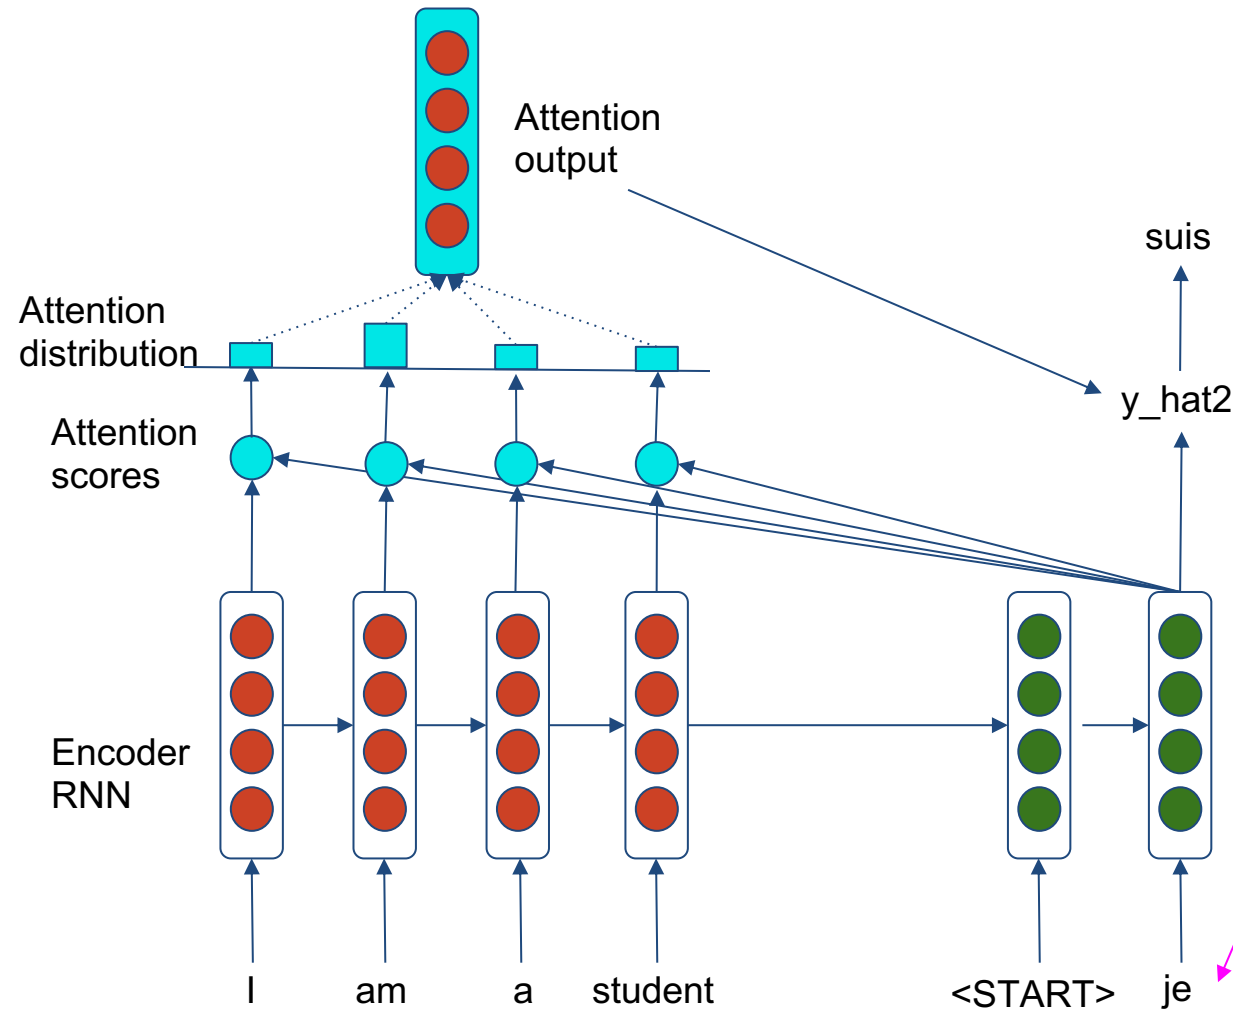 Attention
output
suis
Attention
distribution
y_hat2
Attention
scores
Encoder
RNN
I am a student <START> je